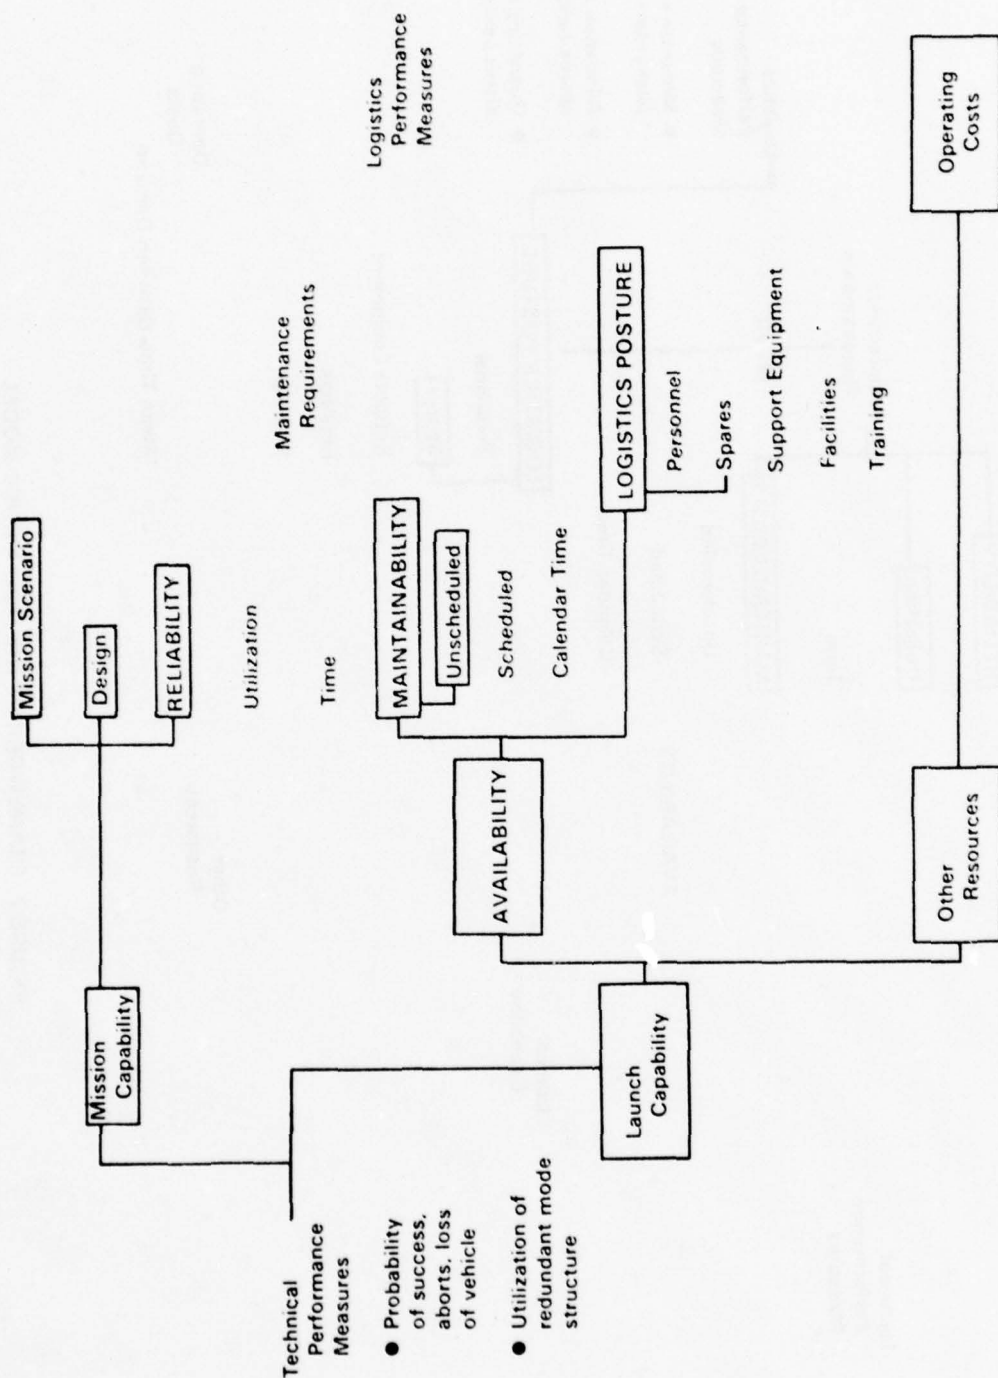 Technical
Performance
Measures
● Probability
of success,
aborts, loss
of vehicle
● Utilization of
redundant mode
structure
Mission
Capability
Launch
Capability
Mission Scenario
Design
RELIABILITY
Utilization
Time
AVAILABILITY
MAINTAINABILITY
Unscheduled
Scheduled
Calendar Time
Maintenance
Requirements
LOGISTICS POSTURE
Personnel
Spares
Support Equipment
Facilities
Training
Logistics
Performance
Measures
Other
Resources
Operating
Costs